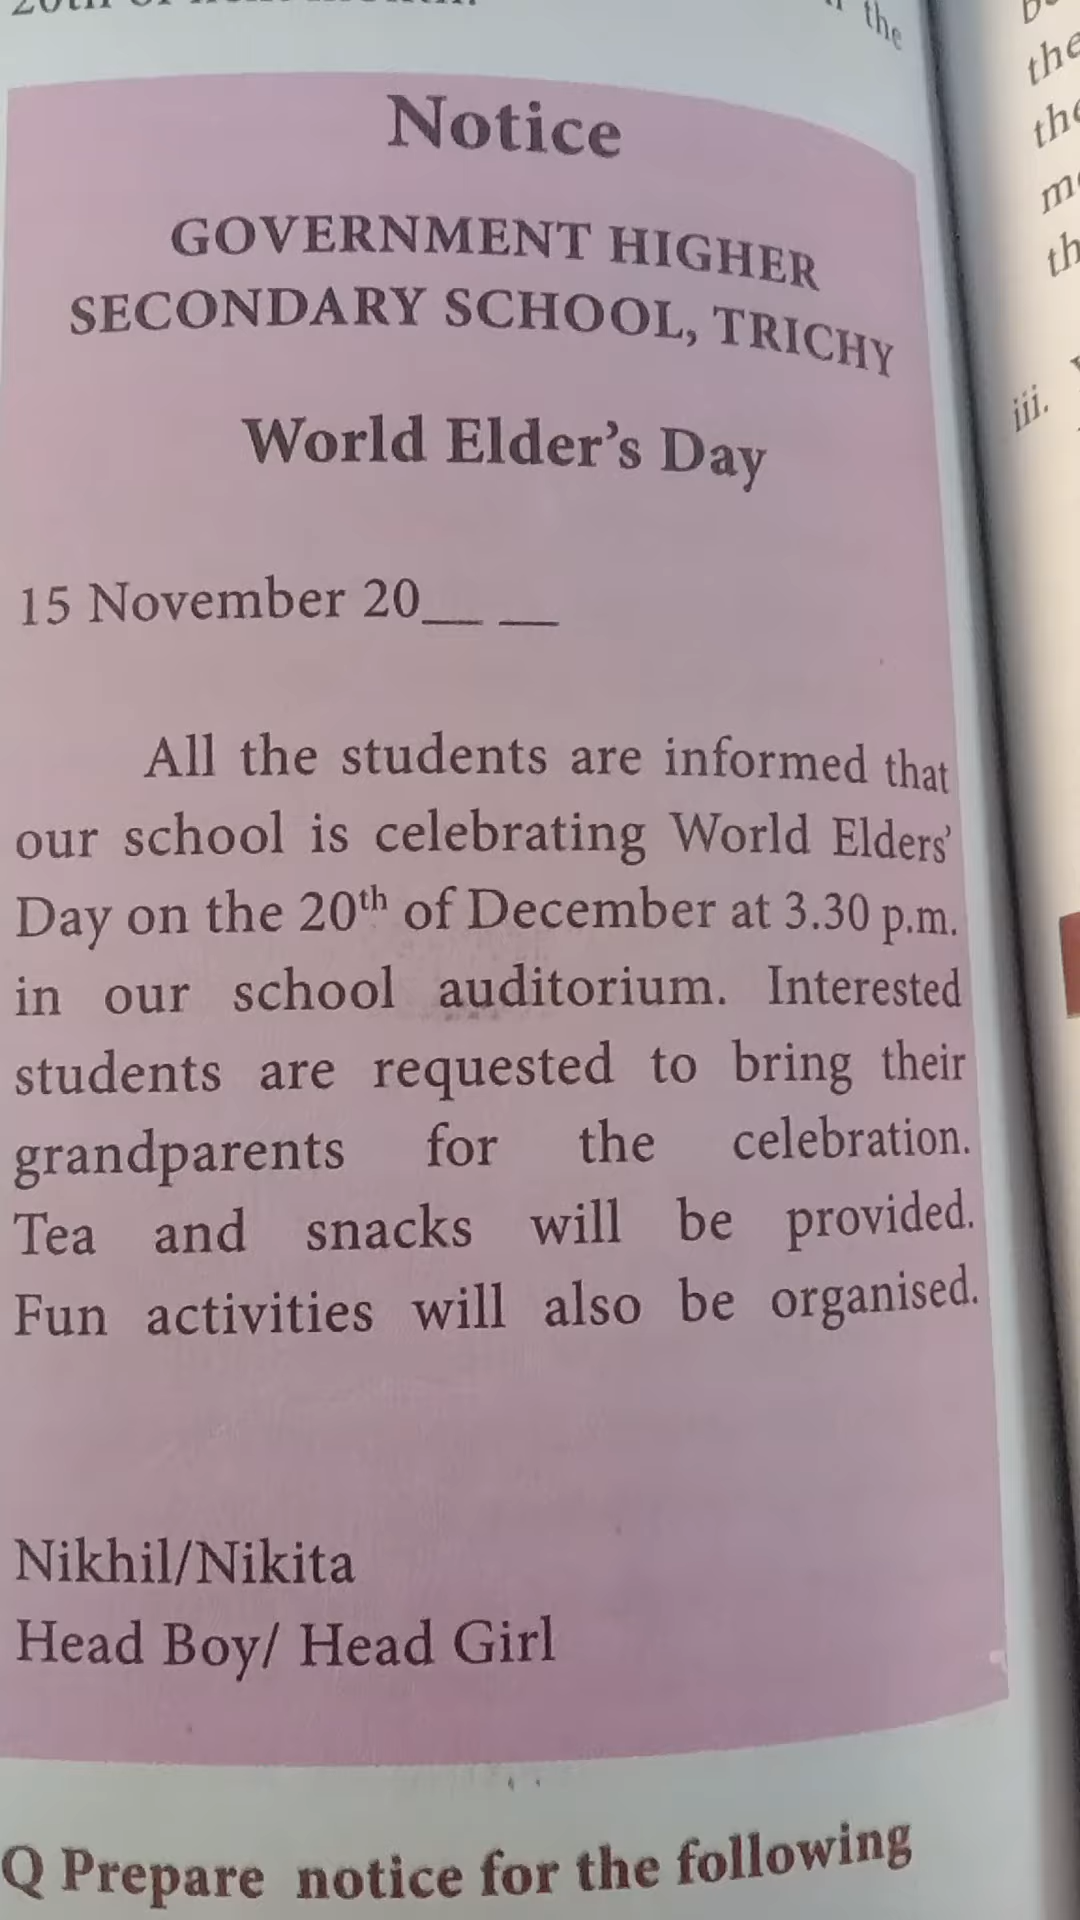 the
Notice
GOVERNMENT HIGHER
SECONDARY SCHOOL, TRICHY
World Elder's Day
15 November 20__ __
All the students are informed that
our school is celebrating World Elders'
Day on the 20th of December at 3.30 p.m.
in our school auditorium. Interested
students are requested to bring their
grandparents for the celebration.
Tea and snacks will be provided.
Fun activities will also be organised.
Nikhil/Nikita
Head Boy/ Head Girl
Q Prepare notice for the following
the
iii.